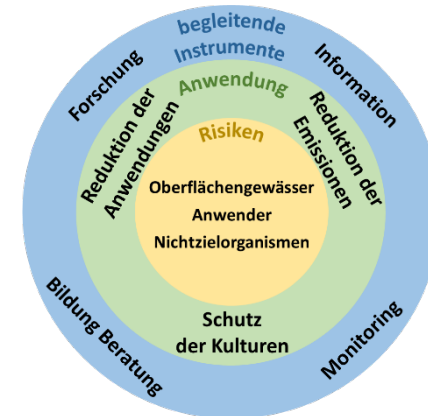 begleitende
Instrumente
Forschung
Information
Anwendung
Reduktion der
Anwendungen
Reduktion der
Emissionen
Risiken
Oberflächengewässer
Anwender
Nichtzielorganismen
Schutz
der Kulturen
Bildung Beratung
Monitoring